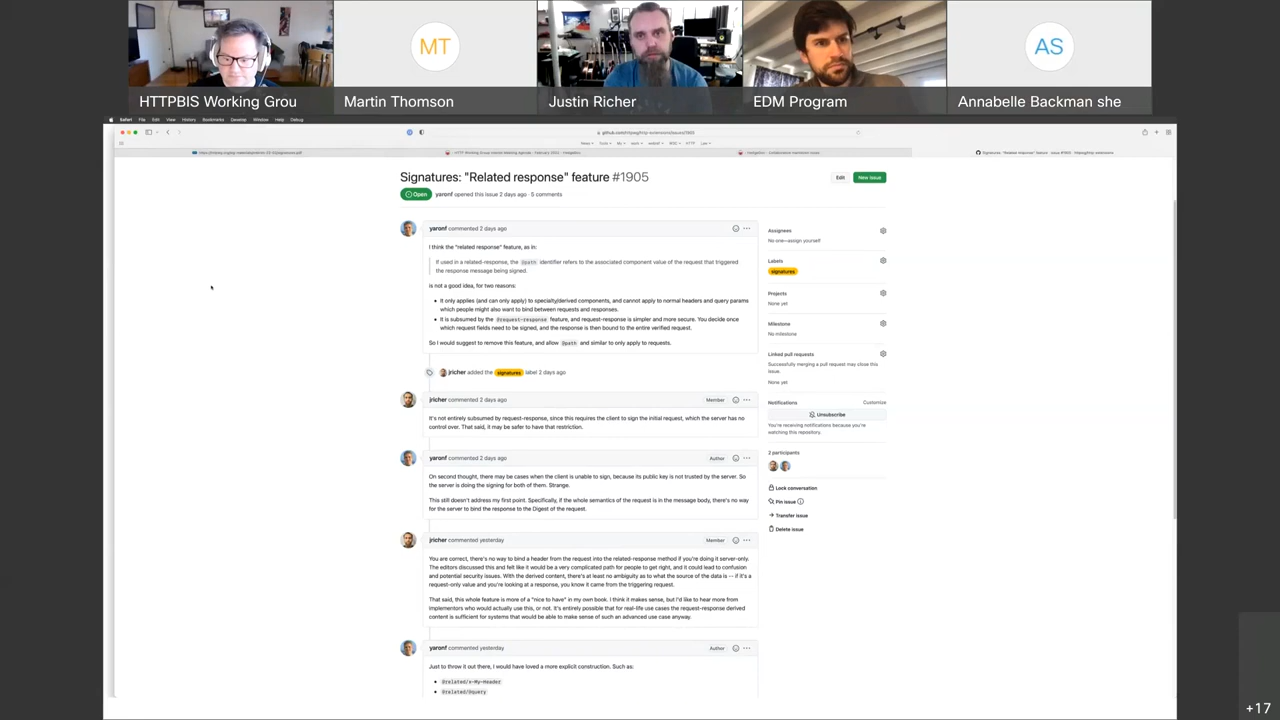 MT
AS
HTTPBIS Working Grou
Martin Thomson
Justin Richer
EDM Program
Annabelle Backman she
Safari File Edit View History Bookmarks Develop Window Help Debug
Signatures: "Related response" feature #1905
Edit
New issue
Open
yaronf opened this issue 2 days ago · 5 comments
yaronf commented 2 days ago
I think the "related response" feature, as in:
If used in a related-response, the @path identifier refers to the associated component value of the request that triggered
the response message being signed.
is not a good idea, for two reasons:
• It only applies (and can only apply) to specialty/derived components, and cannot apply to normal headers and query params
which people might also want to bind between requests and responses.
• It is subsumed by the @request-response feature, and request-response is simpler and more secure. You decide once
which request fields need to be signed, and the response is then bound to the entire verified request.
So I would suggest to remove this feature, and allow @path and similar to only apply to requests.
jricher added the signatures label 2 days ago
jricher commented 2 days ago
Member
It's not entirely subsumed by request-response, since this requires the client to sign the initial request, which the server has no
control over. That said, it may be safer to have that restriction.
yaronf commented 2 days ago
Author
On second thought, there may be cases when the client is unable to sign, because its public key is not trusted by the server. So
the server is doing the signing for both of them. Strange.
This still doesn't address my first point. Specifically, if the whole semantics of the request is in the message body, there's no way
for the server to bind the response to the Digest of the request.
jricher commented yesterday
Member
You are correct, there's no way to bind a header from the request into the related-response method if you're doing it server-only.
The editors discussed this and felt like it would be a very complicated path for people to get right, and it could lead to confusion
and potential security issues. With the derived content, there's at least no ambiguity as to what the source of the data is -- if it's a
request-only value and you're looking at a response, you know it came from the triggering request.
That said, this whole feature is more of a "nice to have" in my own book. I think it makes sense, but I'd like to hear more from
implementors who would actually use this, or not. It's entirely possible that for real-life use cases the request-response derived
content is sufficient for systems that would be able to make sense of such an advanced use case anyway.
yaronf commented yesterday
Author
Just to throw it out there, I would have loved a more explicit construction. Such as:
• @related/x-My-Header
• @related/@query
Assignees
No one—assign yourself
Labels
signatures
Projects
None yet
Milestone
No milestone
Linked pull requests
Successfully merging a pull request may close this
issue.
None yet
Notifications
Customize
Unsubscribe
You're receiving notifications because you're
watching this repository.
2 participants
Lock conversation
Pin issue
Transfer issue
Delete issue
+17